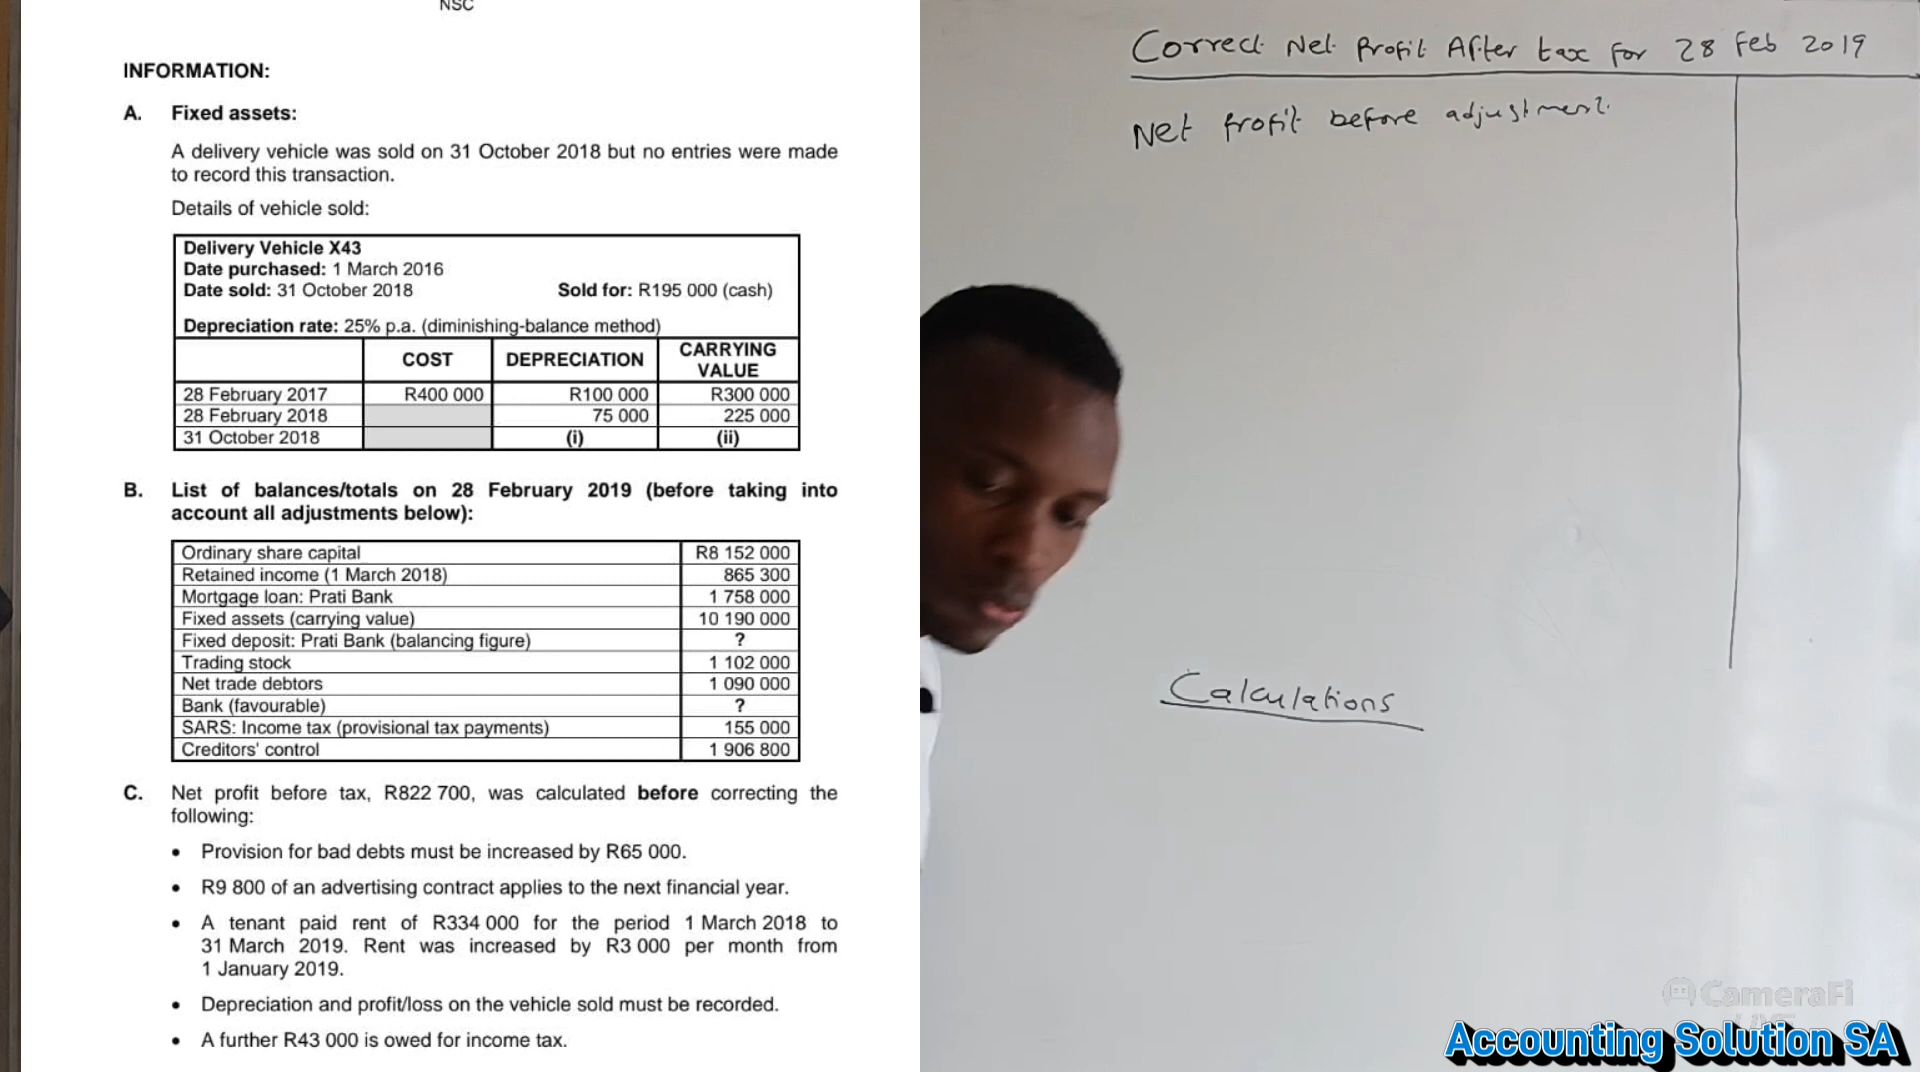 NSC
INFORMATION:
A. Fixed assets:
A delivery vehicle was sold on 31 October 2018 but no entries were made
to record this transaction.
Details of vehicle sold:
Delivery Vehicle X43
Date purchased: 1 March 2016
Date sold: 31 October 2018 Sold for: R195 000 (cash)
Depreciation rate: 25% p.a. (diminishing-balance method)
COST DEPRECIATION CARRYING VALUE
28 February 2017 R400 000 R100 000 R300 000
28 February 2018 75 000 225 000
31 October 2018 (i) (ii)
B. List of balances/totals on 28 February 2019 (before taking into
account all adjustments below):
Ordinary share capital R8 152 000
Retained income (1 March 2018) 865 300
Mortgage loan: Prati Bank 1 758 000
Fixed assets (carrying value) 10 190 000
Fixed deposit: Prati Bank (balancing figure) ?
Trading stock 1 102 000
Net trade debtors 1 090 000
Bank (favourable) ?
SARS: Income tax (provisional tax payments) 155 000
Creditors' control 1 906 800
C. Net profit before tax, R822 700, was calculated before correcting the
following:
• Provision for bad debts must be increased by R65 000.
• R9 800 of an advertising contract applies to the next financial year.
• A tenant paid rent of R334 000 for the period 1 March 2018 to
31 March 2019. Rent was increased by R3 000 per month from
1 January 2019.
• Depreciation and profit/loss on the vehicle sold must be recorded.
• A further R43 000 is owed for income tax.
Correct Net Profit After tax for 28 Feb 2019
Net Profit before adjustment
Calculations
CameraFi
LIVE
Accounting Solution SA